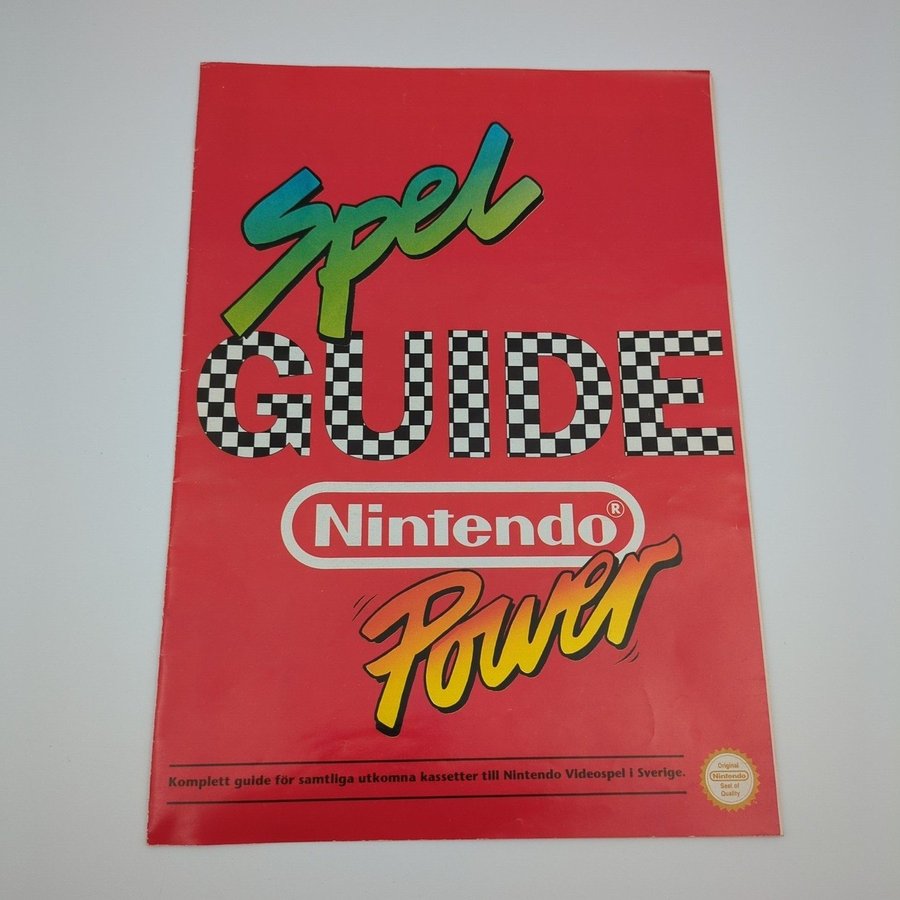 Spel
GUIDE
Nintendo®
Power
Komplett guide för samtliga utkomna kassetter till Nintendo Videospel i Sverige.
Original
Nintendo
Seal of
Quality